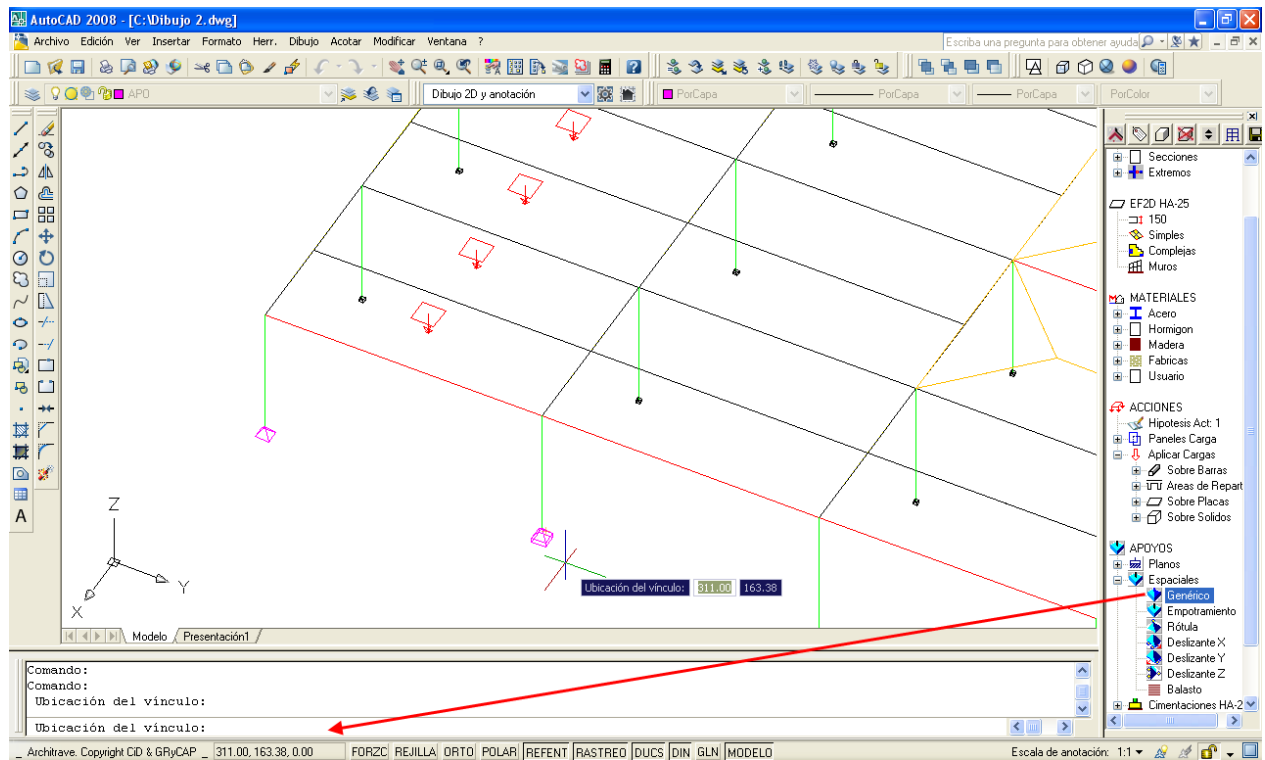 AutoCAD 2008 - [C:\Dibujo 2.dwg]
Archivo Edición Ver Insertar Formato Herr. Dibujo Acotar Modificar Ventana ?
Escriba una pregunta para obtener ayuda
APO
Dibujo 2D y anotación
PorCapa
PorCapa
PorCapa
PorColor
Secciones
Extremos
EF2D HA-25
150
Simples
Complejas
Muros
MATERIALES
Acero
Hormigon
Madera
Fabricas
Usuario
ACCIONES
Hipotesis Act: 1
Paneles Carga
Aplicar Cargas
Sobre Barras
Areas de Repart
Sobre Placas
Sobre Solidos
APOYOS
Planos
Espaciales
Genérico
Empotramiento
Rótula
Deslizante X
Deslizante Y
Deslizante Z
Balasto
Cimentaciones HA-2
Z
Y
X
Ubicación del vínculo: 311.00 163.38
Modelo Presentación1
Comando:
Comando:
Ubicación del vínculo:
Ubicación del vínculo:
_ Architrave. Copyright CiD & GRyCAP _ 311.00, 163.38, 0.00 FORZC REJILLA ORTO POLAR REFENT RASTREO DUCS DIN GLN MODELO Escala de anotación: 1:1